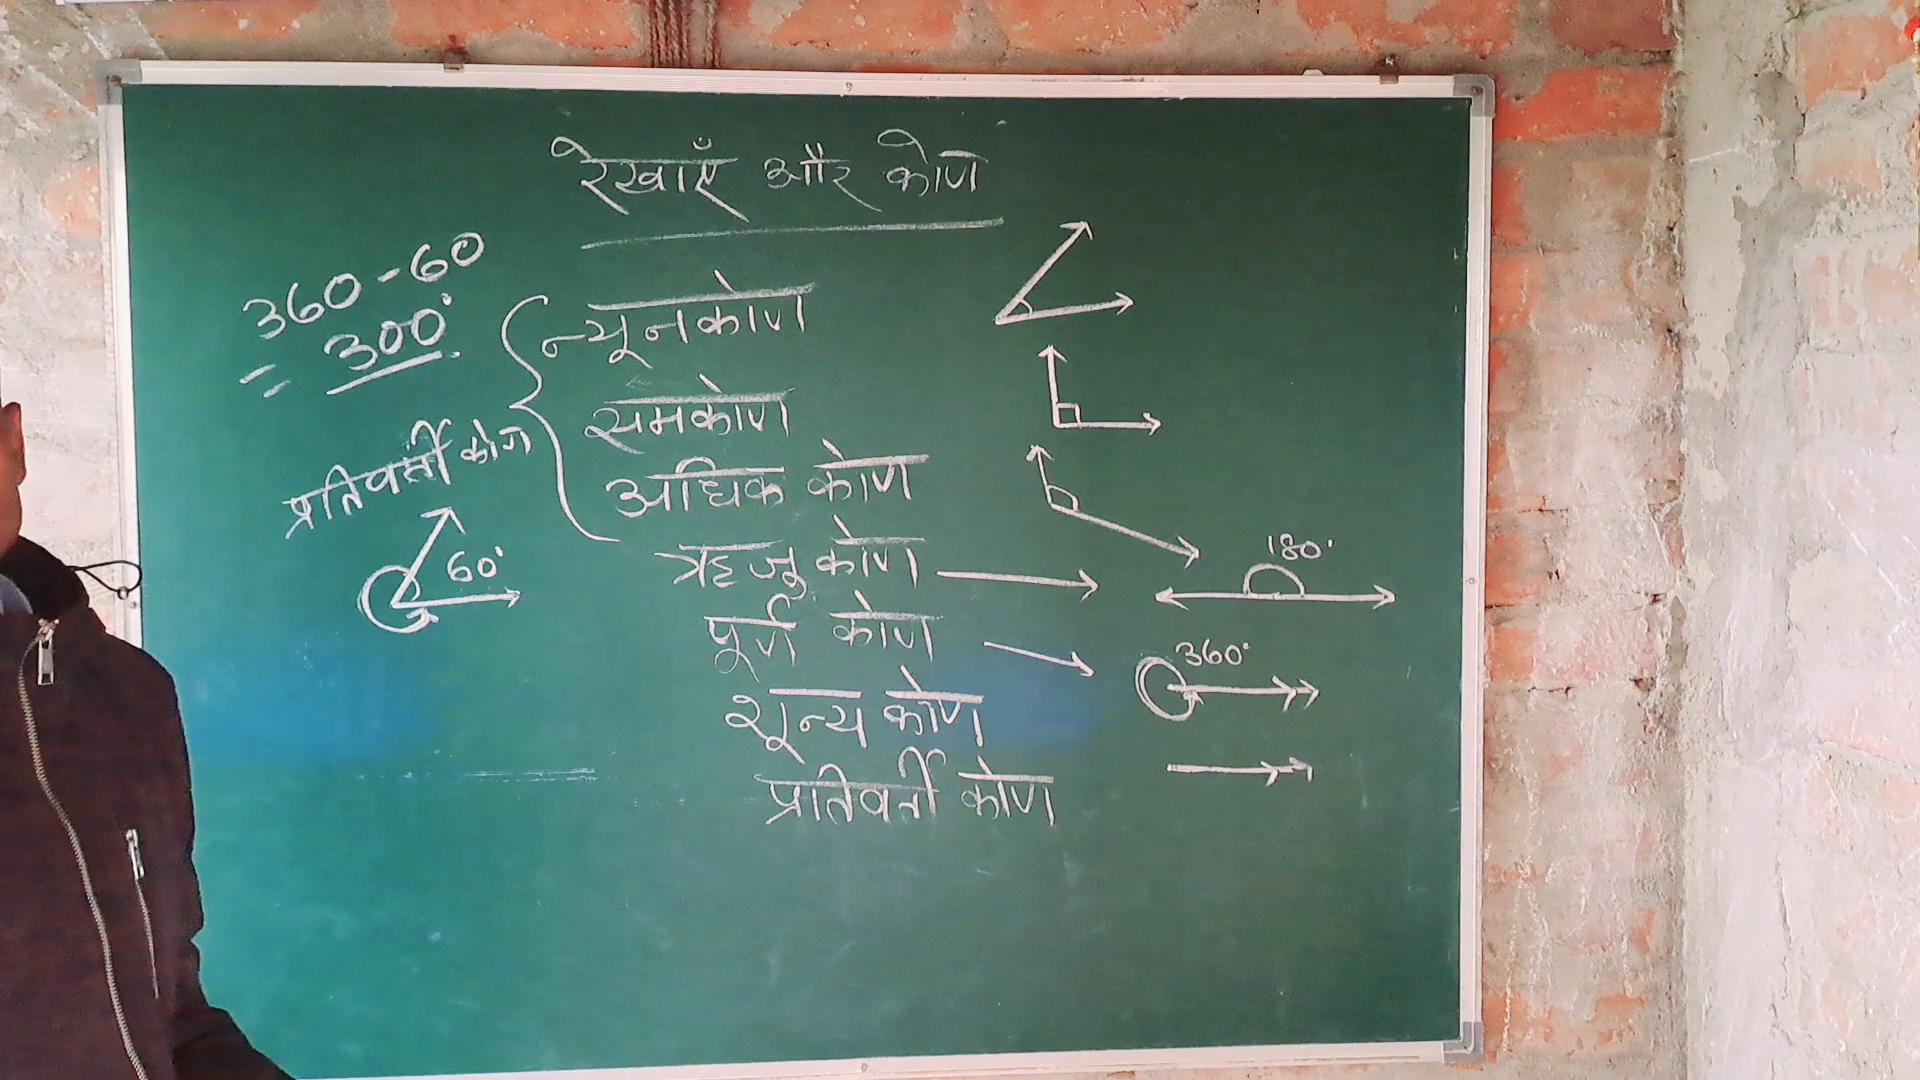 रेखाएँ और कोण
360-60
= 300°
प्रतिवर्ती कोण
60°
न्यूनकोण
समकोण
अधिक कोण
ऋजू कोण
180°
पूर्ण कोण
360°
शून्य कोण
प्रतिवर्ती कोण